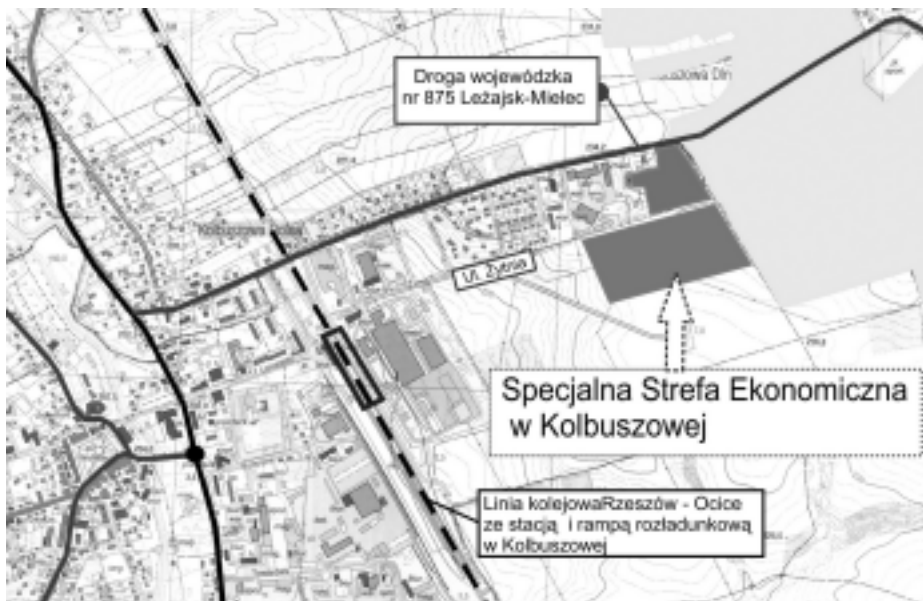 Droga wojewódzka
nr 875 Leżajsk-Mielec
Ul. Żytnia
Specjalna Strefa Ekonomiczna
w Kolbuszowej
Linia kolejowaRzeszów - Ocice
ze stacją i rampą rozładunkową
w Kolbuszowej